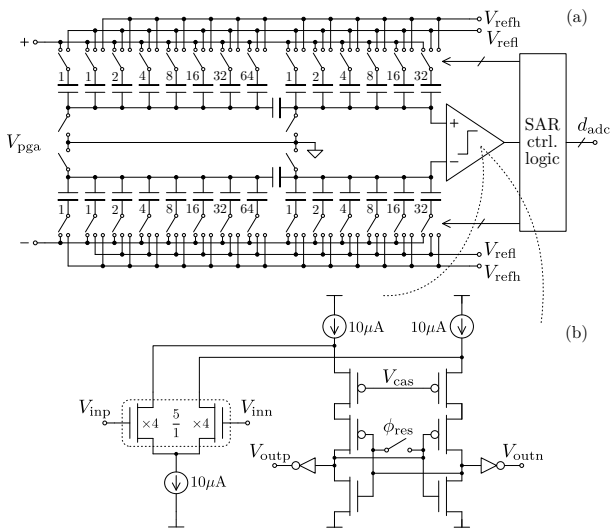 V_refh
(a)
V_refl
+
1 1 2 4 8 16 32 64 1 1 2 4 8 16 32
V_pga
+
−
SAR
ctrl.
logic
d_adc
1 1 2 4 8 16 32 64 1 1 2 4 8 16 32
−
V_refl
V_refh
(b)
10μA 10μA
V_cas
V_inp ×4 5/1 ×4 V_inn
ϕ_res
V_outp V_outn
10μA